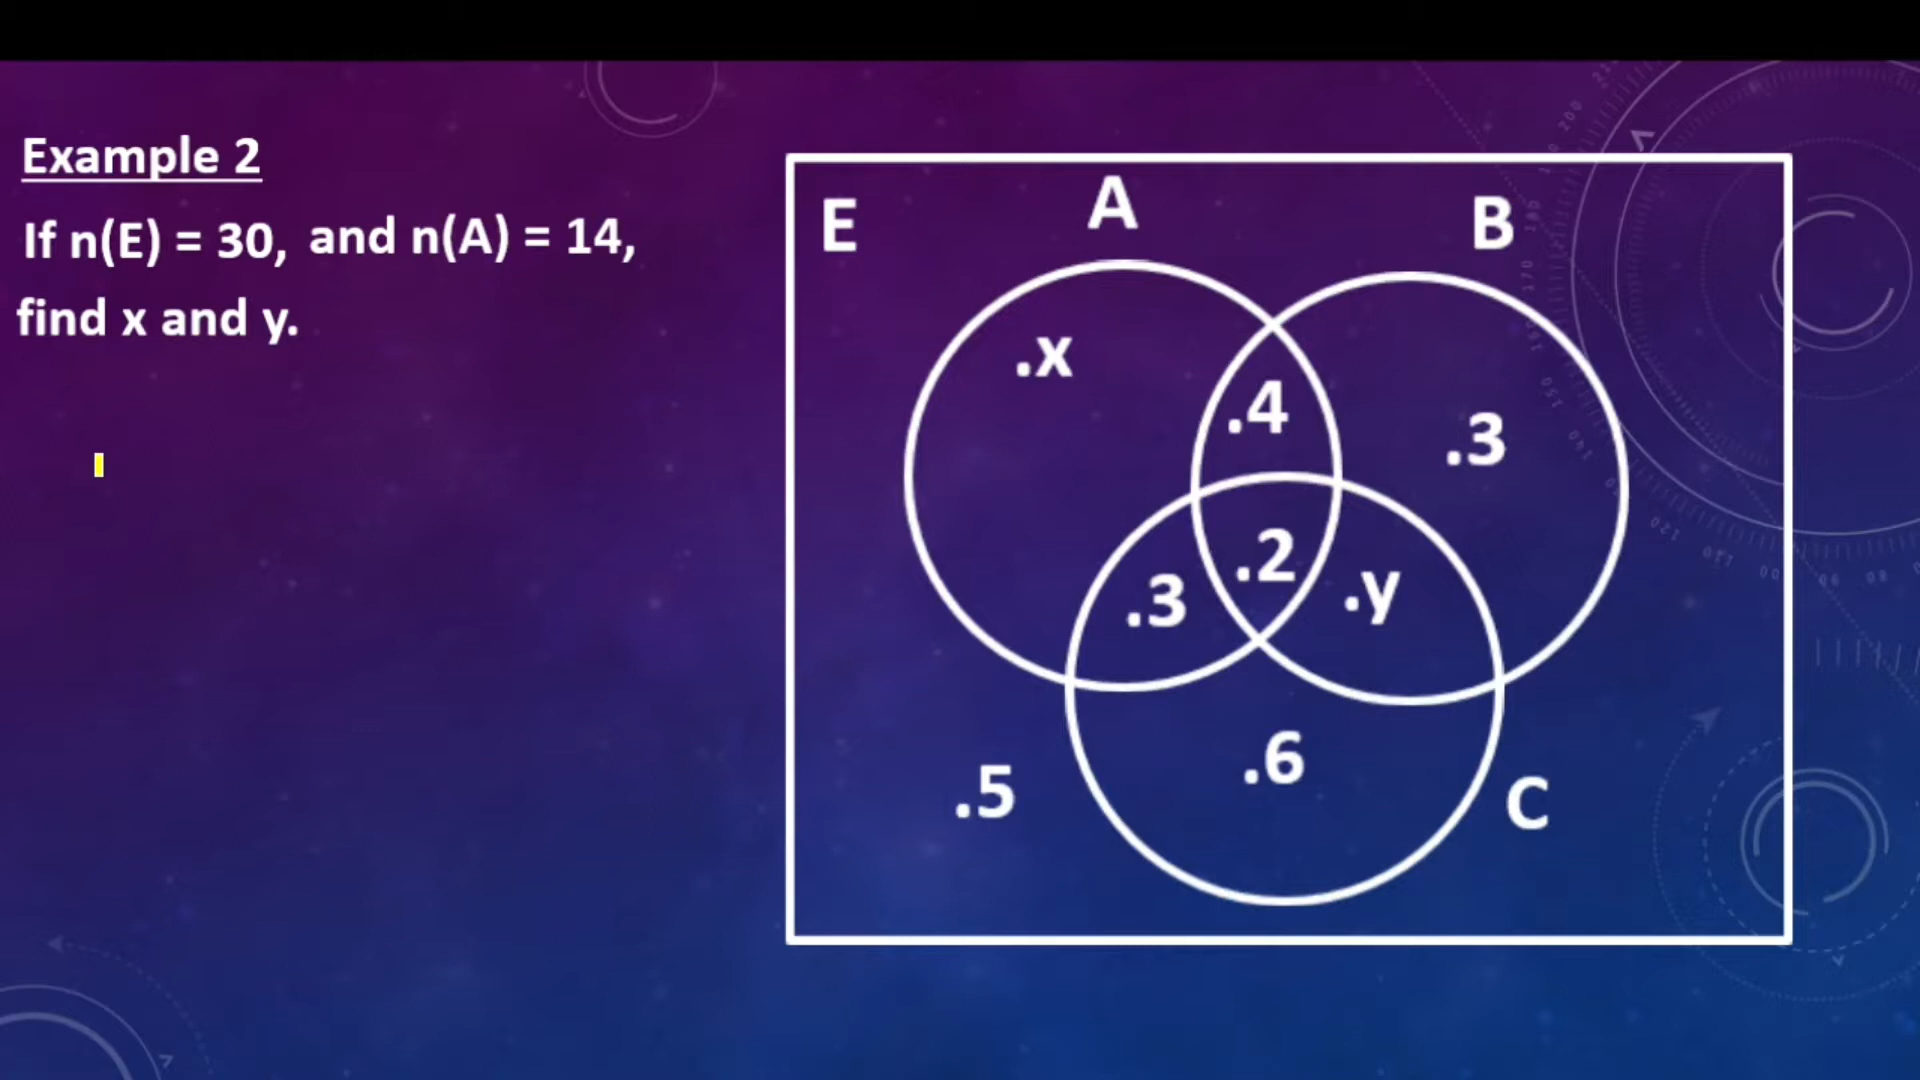 Example 2
If n(E) = 30, and n(A) = 14,
find x and y.
E
A
B
.x
.4
.3
.2
.3
.y
.6
.5
C